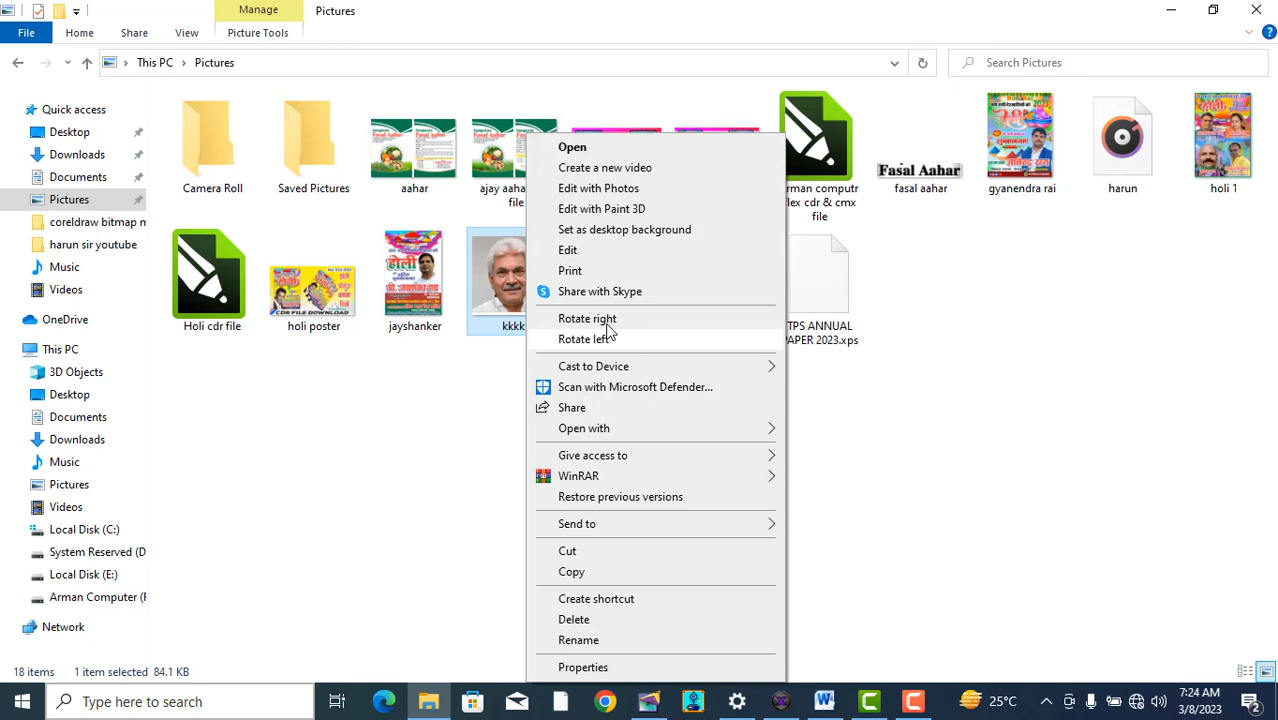 Manage
Pictures
File
Home
Share
View
Picture Tools
This PC
Pictures
Search Pictures
Quick access
Desktop
Downloads
Documents
Pictures
coreldraw bitmap m
harun sir youtube
Music
Videos
OneDrive
This PC
3D Objects
Desktop
Documents
Downloads
Music
Pictures
Videos
Local Disk (C:)
System Reserved (D
Local Disk (E:)
Arman Computer (F
Network
Camera Roll
Saved Pictures
aahar
ajay aaha
file
rman computr
flex cdr & cmx
file
Fasal Aahar
fasal aahar
gyanendra rai
harun
होली
holi 1
Holi cdr file
CDR FILE DOWNLOAD
holi poster
होली
jayshanker
kkkk
TPS ANNUAL
PAPER 2023.xps
Open
Create a new video
Edit with Photos
Edit with Paint 3D
Set as desktop background
Edit
Print
Share with Skype
Rotate right
Rotate left
Cast to Device
Scan with Microsoft Defender...
Share
Open with
Give access to
WinRAR
Restore previous versions
Send to
Cut
Copy
Create shortcut
Delete
Rename
Properties
18 items
1 item selected 84.1 KB
Type here to search
25°C
7:24 AM
3/8/2023
2